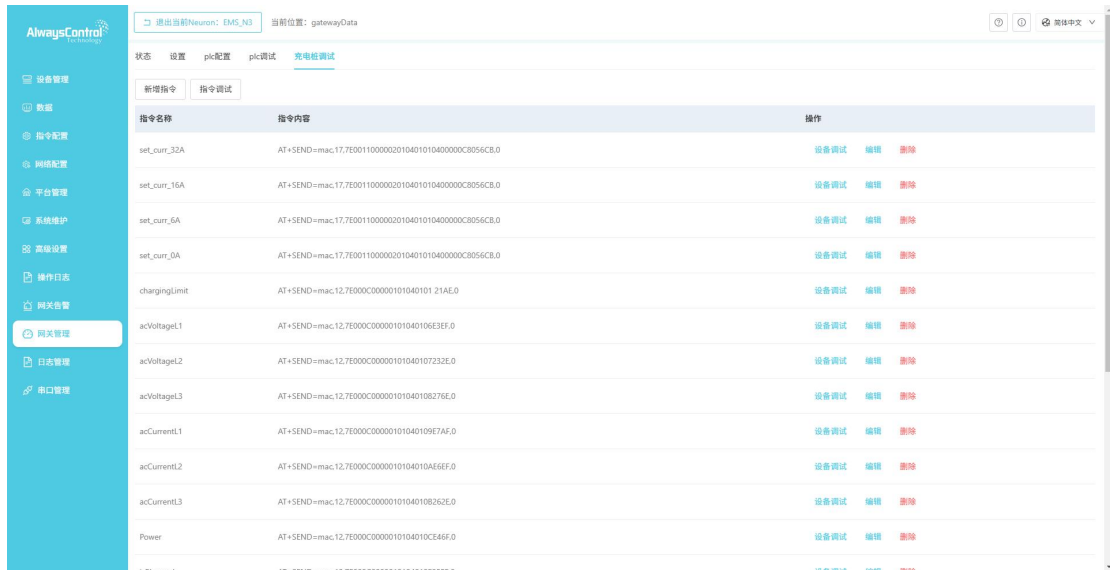 AlwaysControl
Technology
退出当前Neuron: EMS_N3
当前位置: gatewayData
简体中文
状态 设置 plc配置 plc调试 充电桩调试
新增指令 指令调试
设备管理
数据
指令配置
网络配置
平台管理
系统维护
高级设置
操作日志
网关告警
网关管理
日志管理
串口管理
指令名称 指令内容 操作
set_curr_32A AT+SEND=mac,17,7E0011000002010401010400000C8056CB,0 设备调试 编辑 删除
set_curr_16A AT+SEND=mac,17,7E0011000002010401010400000C8056CB,0 设备调试 编辑 删除
set_curr_6A AT+SEND=mac,17,7E0011000002010401010400000C8056CB,0 设备调试 编辑 删除
set_curr_0A AT+SEND=mac,17,7E0011000002010401010400000C8056CB,0 设备调试 编辑 删除
chargingLimit AT+SEND=mac,12,7E000C00000101040101 21AE,0 设备调试 编辑 删除
acVoltageL1 AT+SEND=mac,12,7E000C00000101040106E3EF,0 设备调试 编辑 删除
acVoltageL2 AT+SEND=mac,12,7E000C00000101040107232E,0 设备调试 编辑 删除
acVoltageL3 AT+SEND=mac,12,7E000C00000101040108276E,0 设备调试 编辑 删除
acCurrentL1 AT+SEND=mac,12,7E000C00000101040109E7AF,0 设备调试 编辑 删除
acCurrentL2 AT+SEND=mac,12,7E000C0000010104010AE6EF,0 设备调试 编辑 删除
acCurrentL3 AT+SEND=mac,12,7E000C0000010104010B262E,0 设备调试 编辑 删除
Power AT+SEND=mac,12,7E000C0000010104010CE46F,0 设备调试 编辑 删除